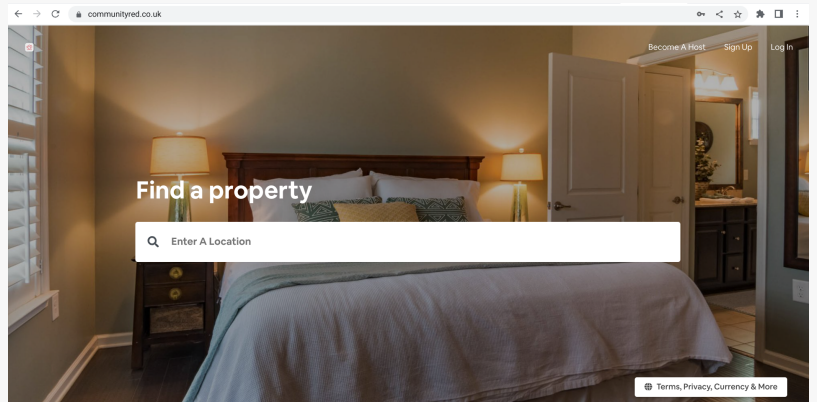 communityred.co.uk
Become A Host Sign Up Log In
Find a property
Enter A Location
Terms, Privacy, Currency & More